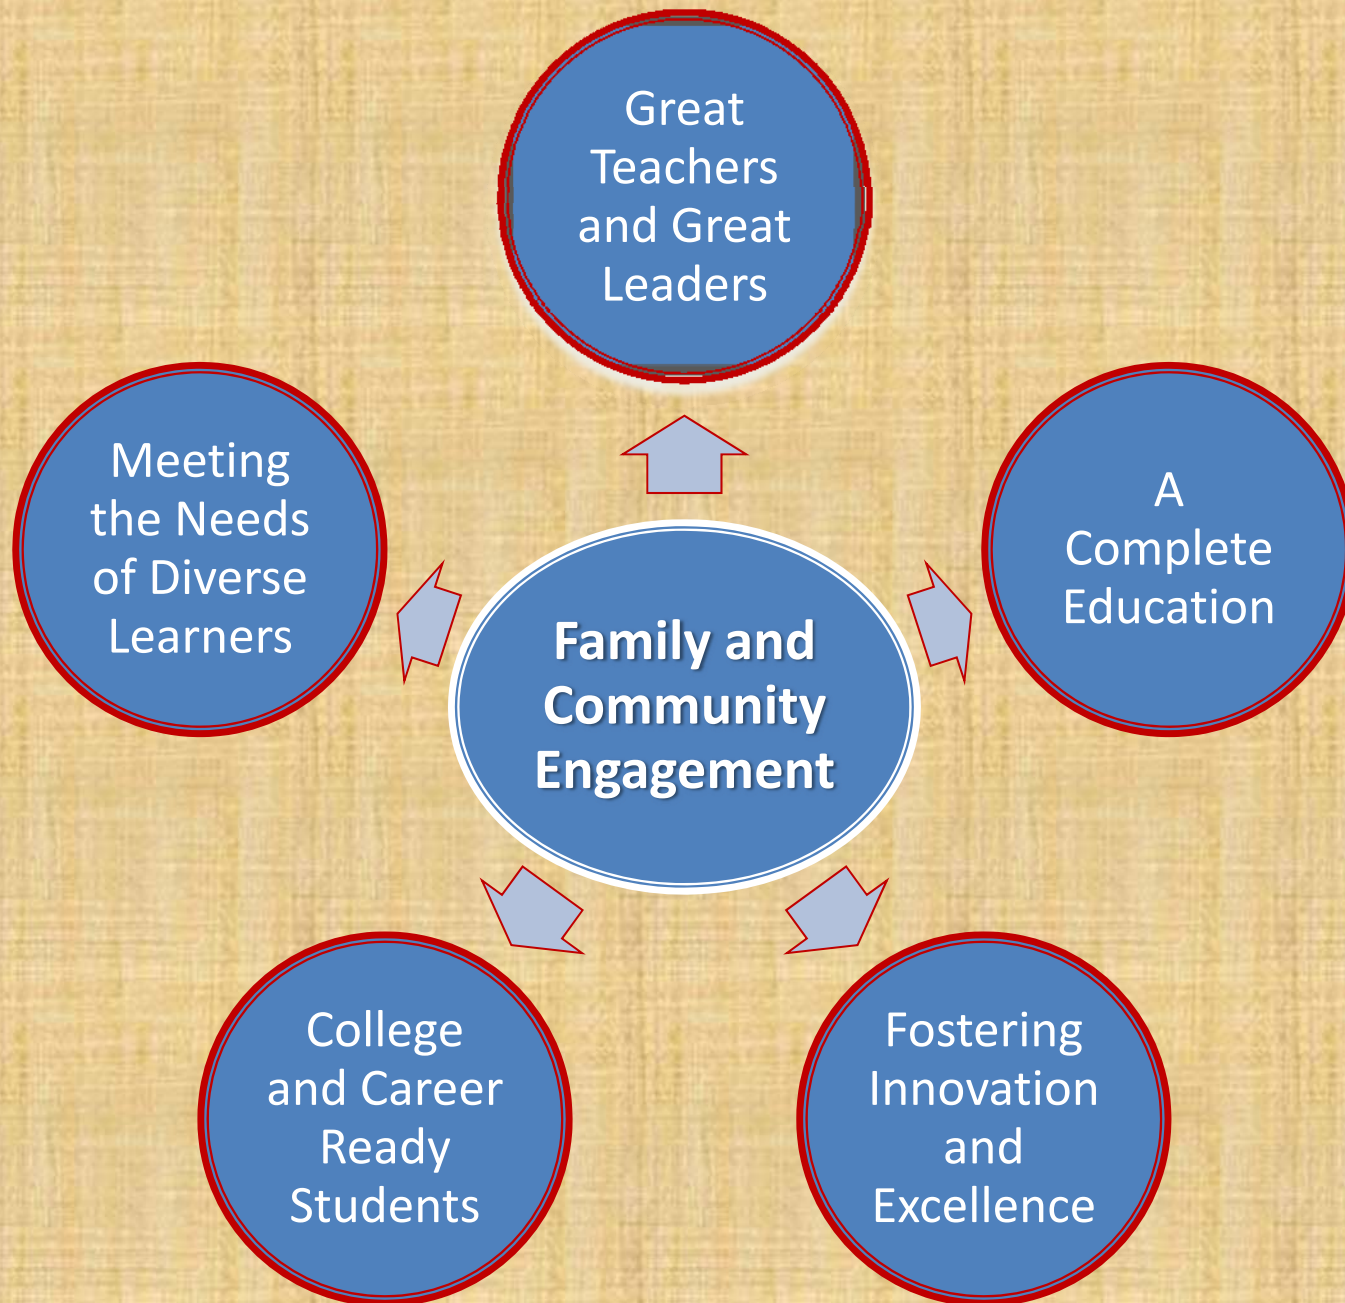 Great
Teachers
and Great
Leaders
Meeting
the Needs
of Diverse
Learners
A
Complete
Education
Family and
Community
Engagement
College
and Career
Ready
Students
Fostering
Innovation
and
Excellence